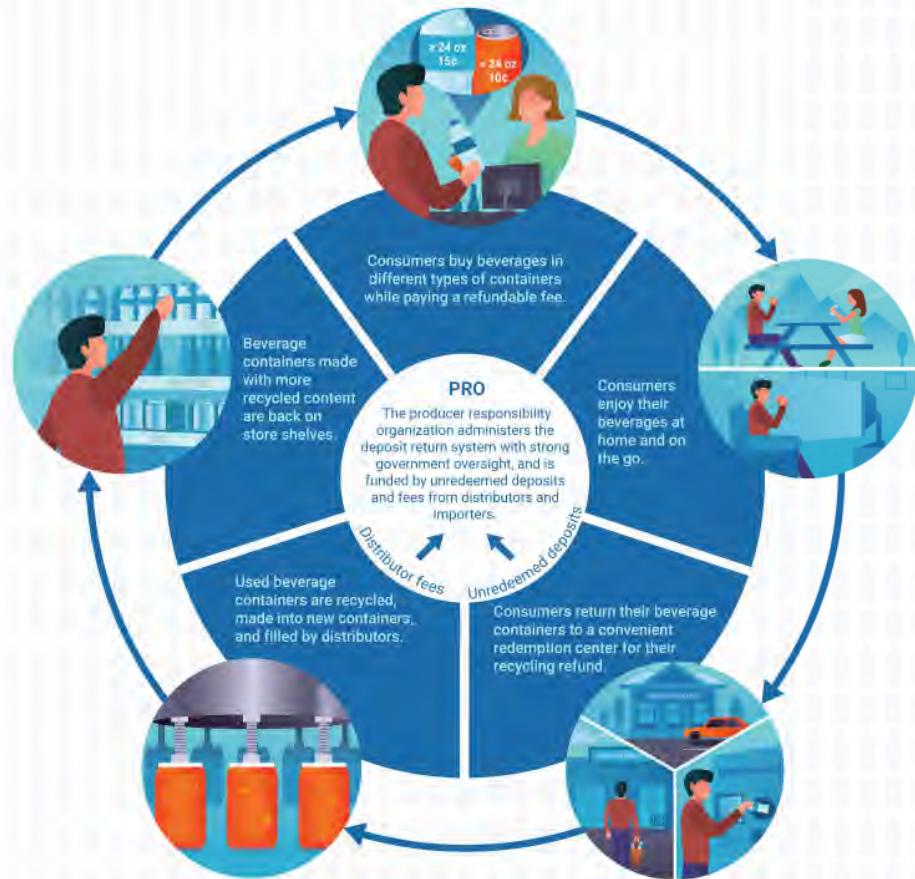 ≥ 24 oz
15¢
< 24 oz
10¢
Consumers buy beverages in
different types of containers
while paying a refundable fee.
Consumers
enjoy their
beverages at
home and on
the go.
Consumers return their beverage
containers to a convenient
redemption center for their
recycling refund.
Used beverage
containers are recycled,
made into new containers,
and filled by distributors.
Beverage
containers made
with more
recycled content
are back on
store shelves.
PRO
The producer responsibility
organization administers the
deposit return system with strong
government oversight, and is
funded by unredeemed deposits
and fees from distributors and
importers.
Distributor fees
Unredeemed deposits